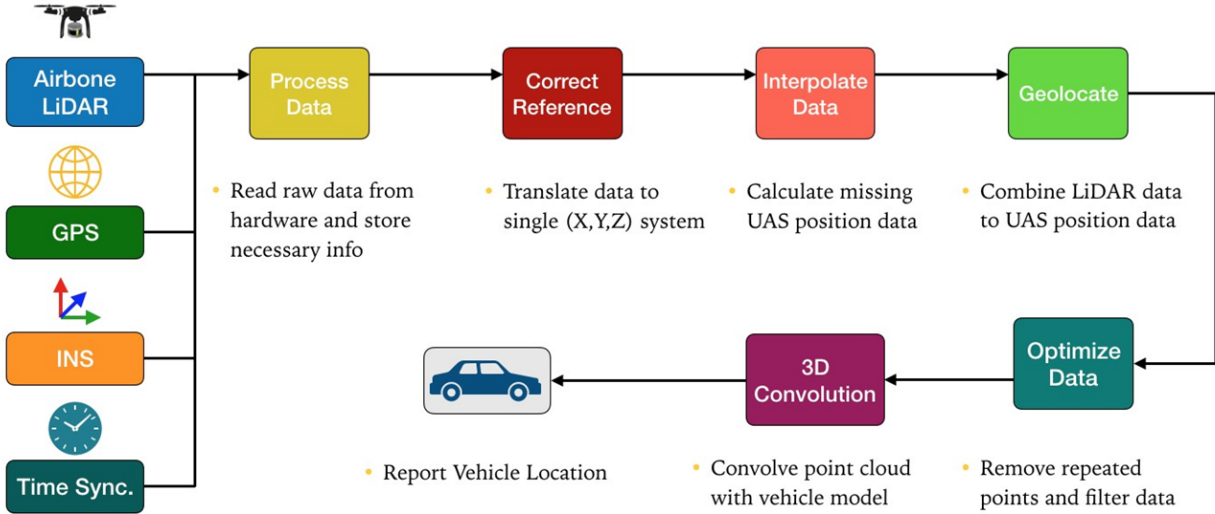 Airbone
LiDAR
GPS
INS
Time Sync.
Process
Data
• Read raw data from
hardware and store
necessary info
Correct
Reference
• Translate data to
single (X,Y,Z) system
Interpolate
Data
• Calculate missing
UAS position data
Geolocate
• Combine LiDAR data
to UAS position data
Optimize
Data
• Remove repeated
points and filter data
3D
Convolution
• Convolve point cloud
with vehicle model
• Report Vehicle Location